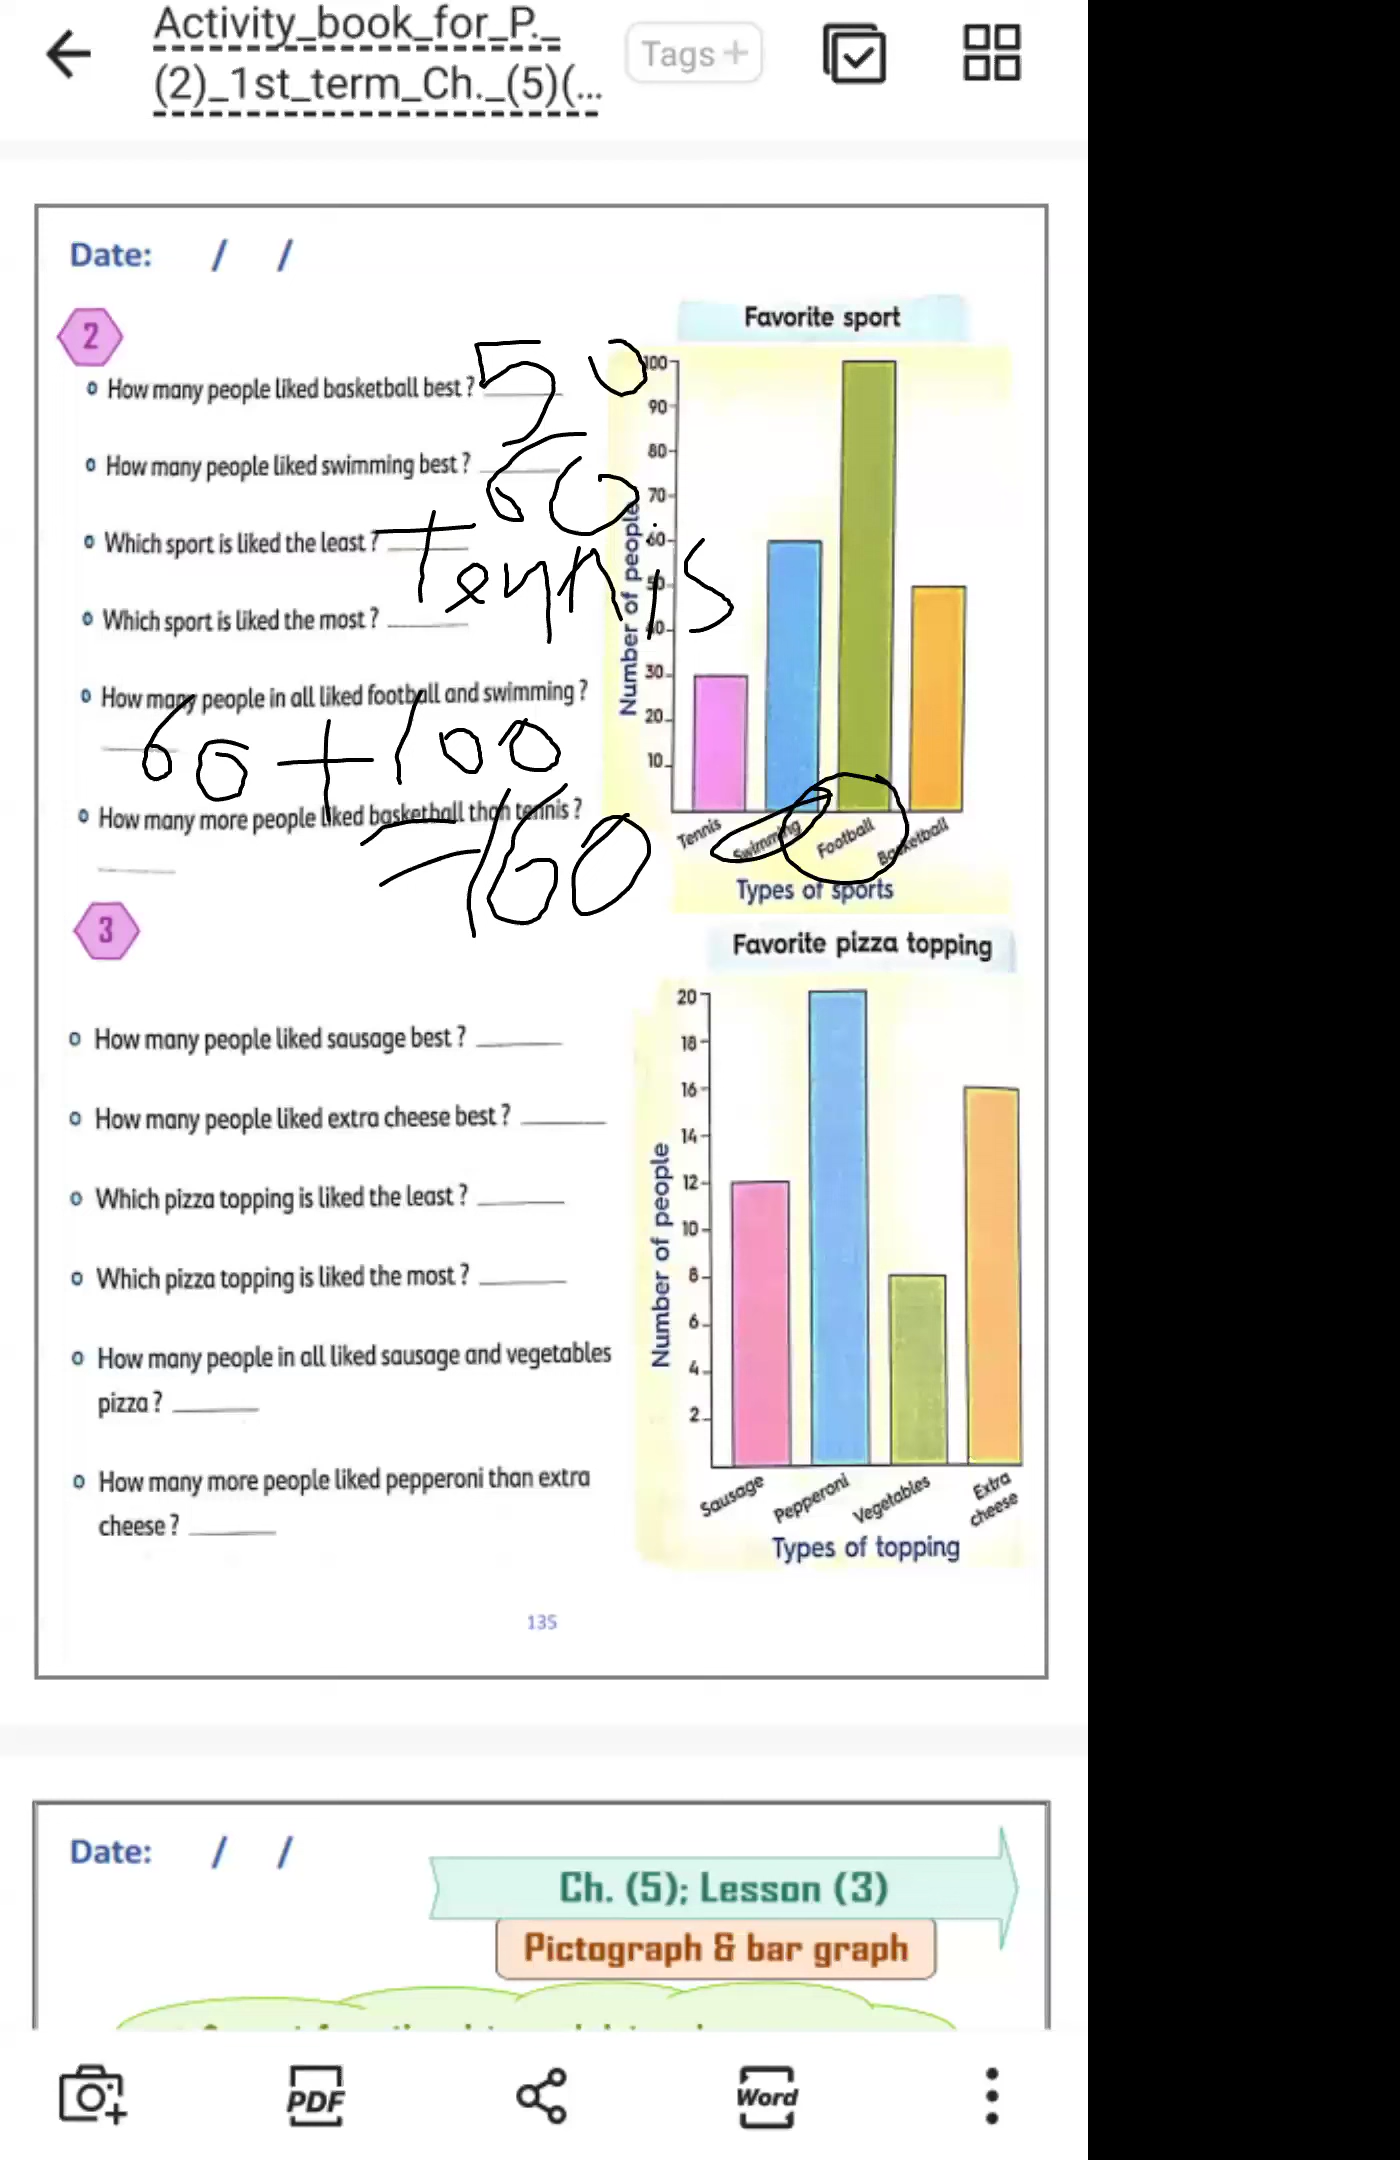 Activity_book_for_P._
(2)_1st_term_Ch._(5)(...
Tags+
Date: / /
2
How many people liked basketball best ? 50
How many people liked swimming best ? 60
Which sport is liked the least ? Tennis
Which sport is liked the most ?
How many people in all liked football and swimming ?
60 + 100
= 160
How many more people liked basketball than tennis ?
Favorite sport
Number of people
100
90
80
70
60
50
40
30
20
10
Tennis
Swimming
Football
Basketball
Types of sports
3
How many people liked sausage best ?
How many people liked extra cheese best ?
Which pizza topping is liked the least ?
Which pizza topping is liked the most ?
How many people in all liked sausage and vegetables
pizza ?
How many more people liked pepperoni than extra
cheese ?
Favorite pizza topping
Number of people
20
18
16
14
12
10
8
6
4
2
Sausage
Pepperoni
Vegetables
Extra
cheese
Types of topping
135
Date: / /
Ch. (5); Lesson (3)
Pictograph & bar graph
PDF
Word